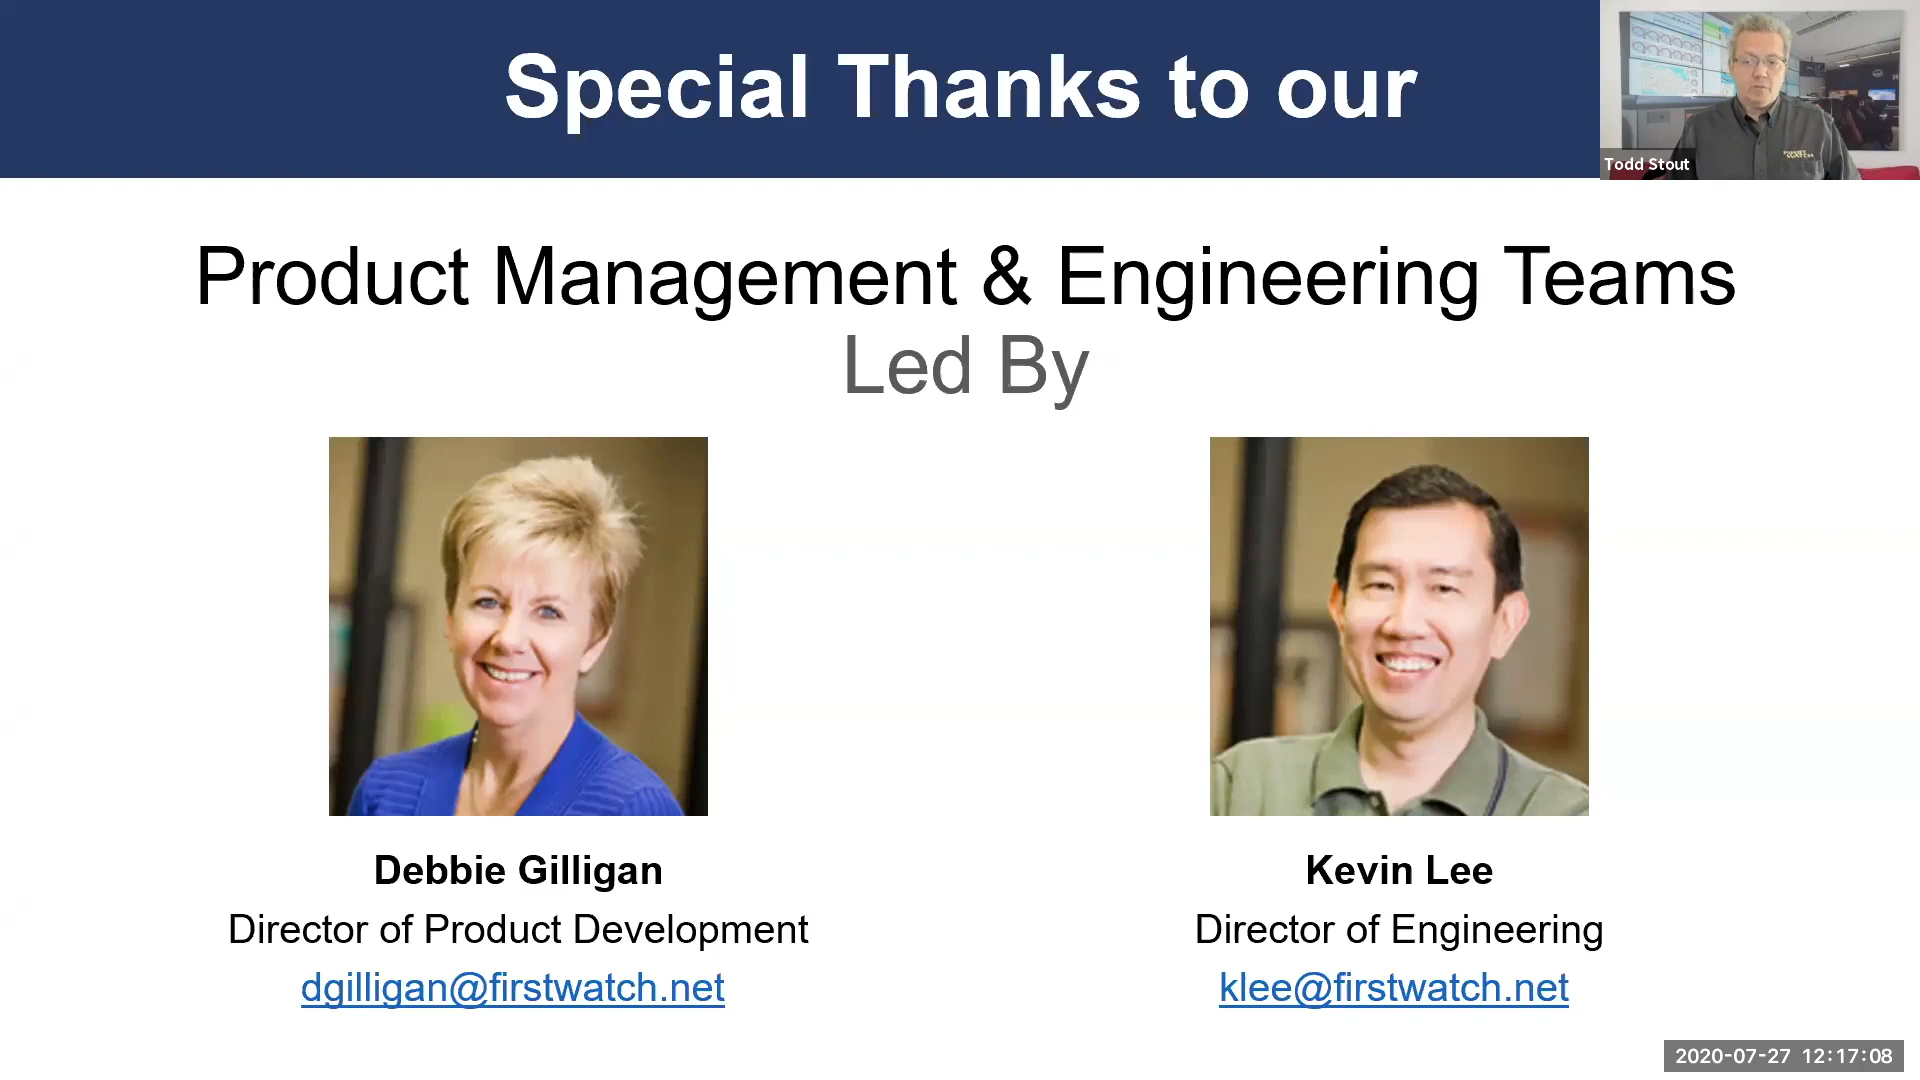 Special Thanks to our
Todd Stout
Product Management & Engineering Teams
Led By
Debbie Gilligan
Director of Product Development
dgilligan@firstwatch.net
Kevin Lee
Director of Engineering
klee@firstwatch.net
2020-07-27 12:17:08